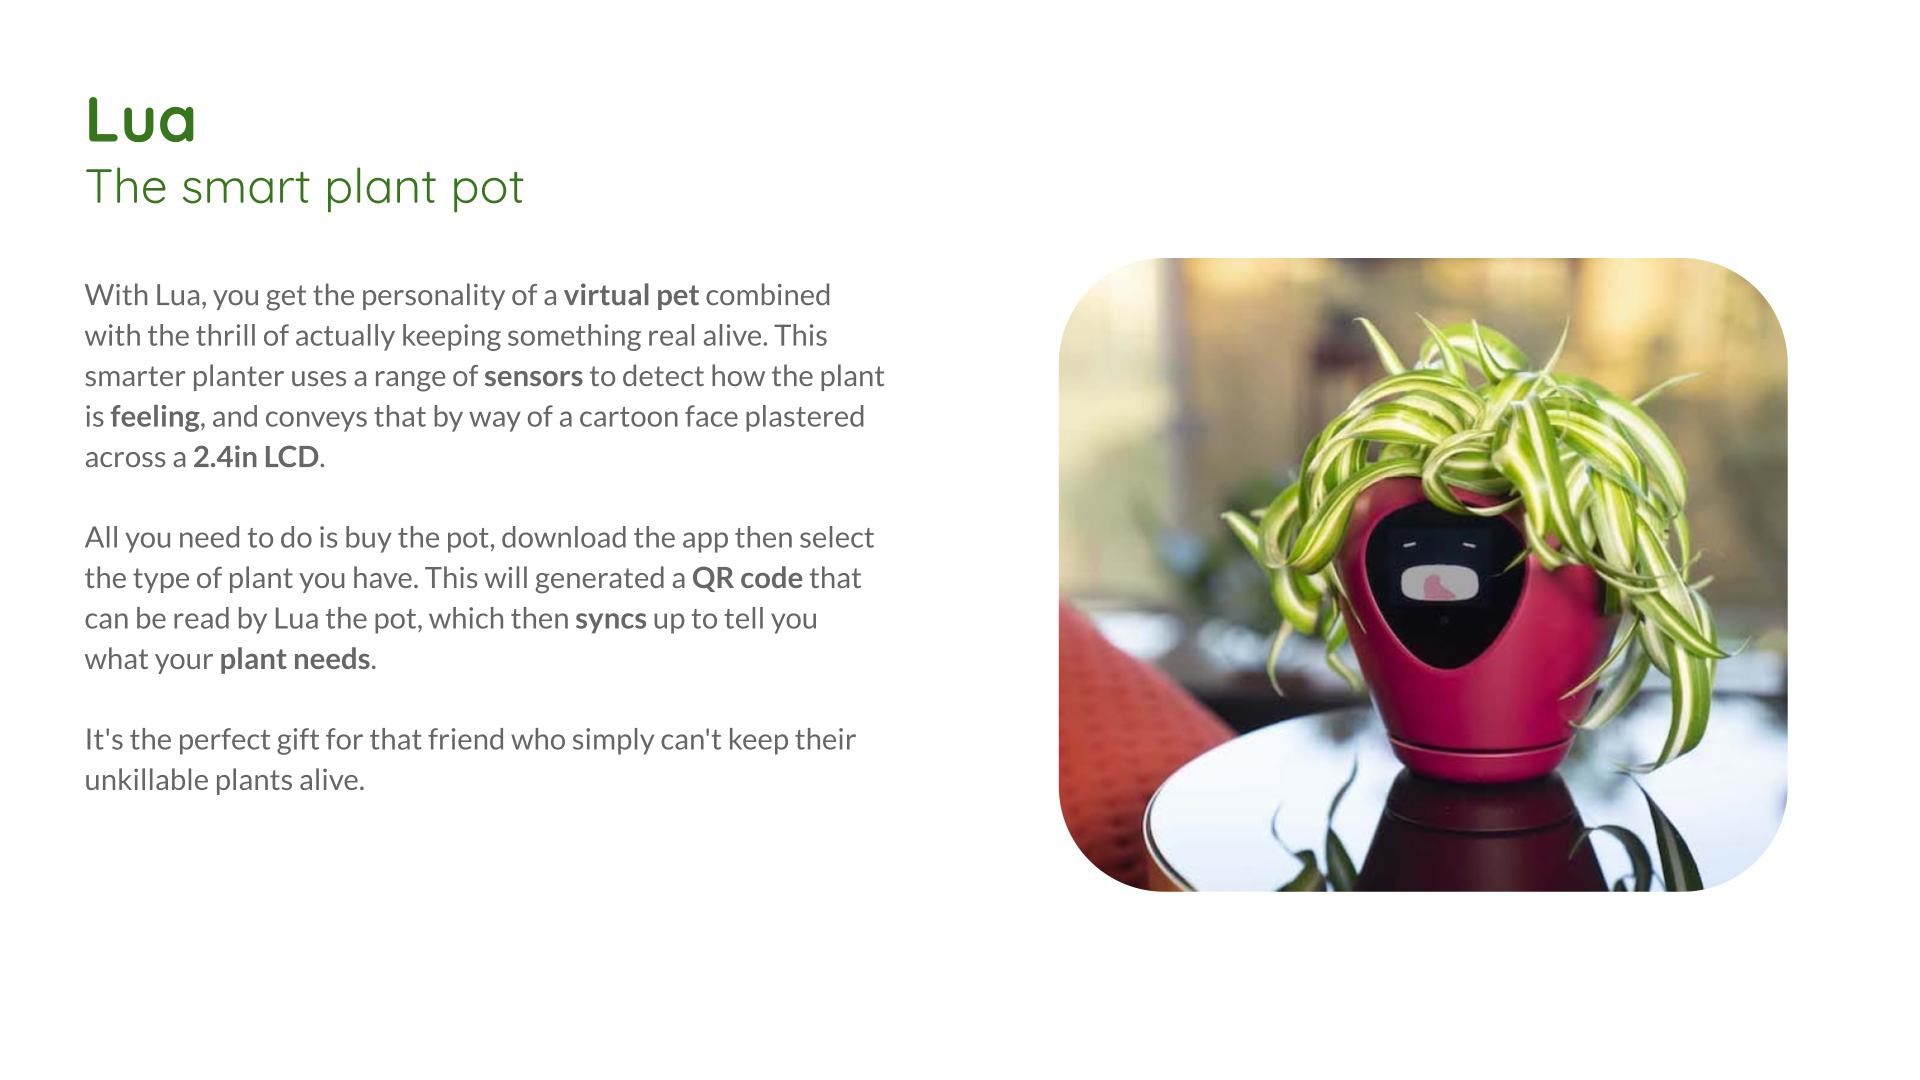 Lua
The smart plant pot
With Lua, you get the personality of a virtual pet combined
with the thrill of actually keeping something real alive. This
smarter planter uses a range of sensors to detect how the plant
is feeling, and conveys that by way of a cartoon face plastered
across a 2.4in LCD.
All you need to do is buy the pot, download the app then select
the type of plant you have. This will generated a QR code that
can be read by Lua the pot, which then syncs up to tell you
what your plant needs.
It's the perfect gift for that friend who simply can't keep their
unkillable plants alive.